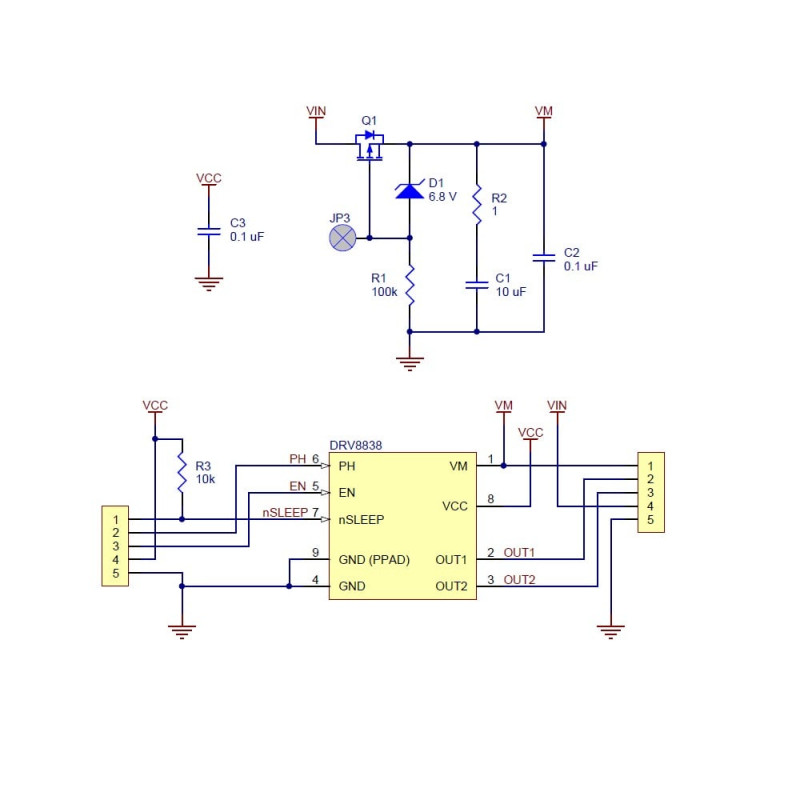 VIN
Q1
VM
VCC
C3
0.1 uF
D1
6.8 V
R2
1
JP3
C2
0.1 uF
R1
100k
C1
10 uF
VCC
VM
VIN
VCC
DRV8838
R3
10k
PH 6 PH
VM 1
1
EN 5 EN
2
VCC 8
3
nSLEEP 7 nSLEEP
4
1
5
2
3
4
5
9 GND (PPAD)
OUT1 2 OUT1
4 GND
OUT2 3 OUT2